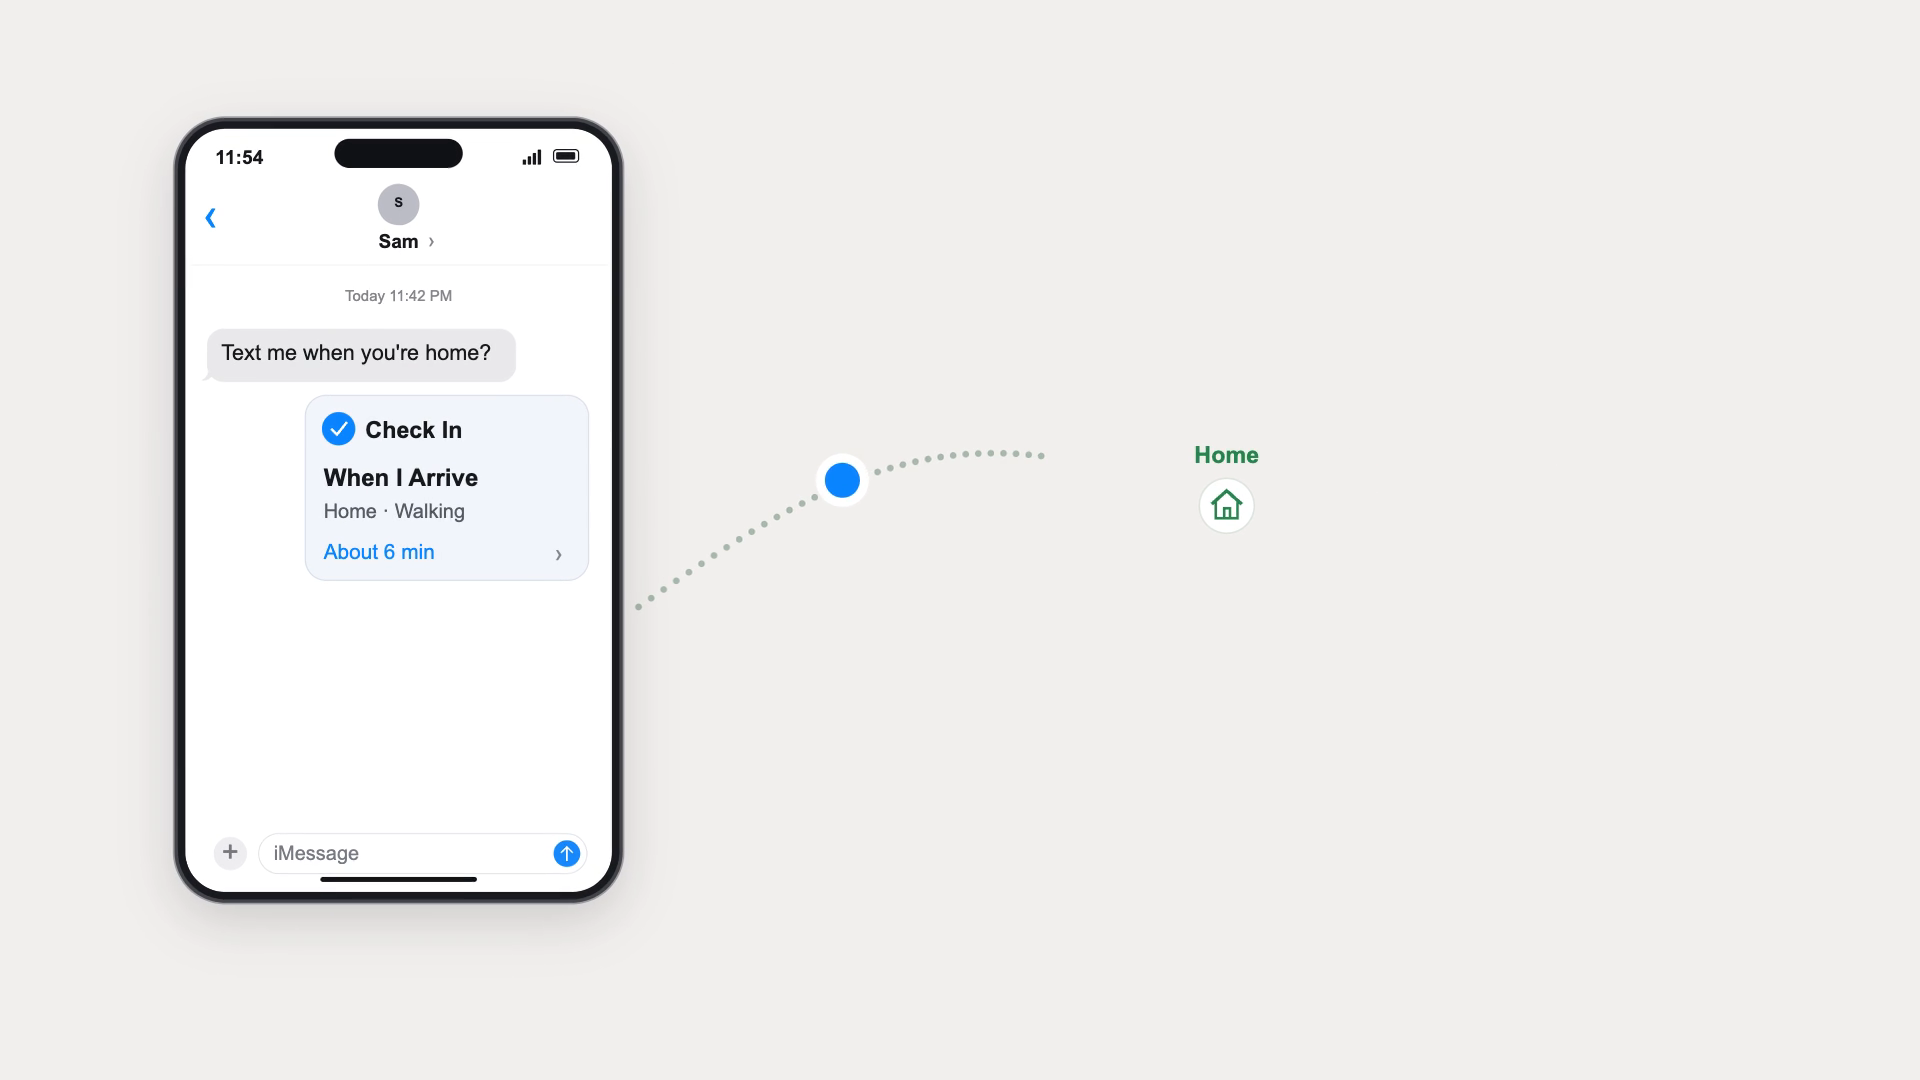 11:54
S
Sam ›
Today 11:42 PM
Text me when you're home?
Check In
When I Arrive
Home · Walking
About 6 min ›
Home
+
iMessage